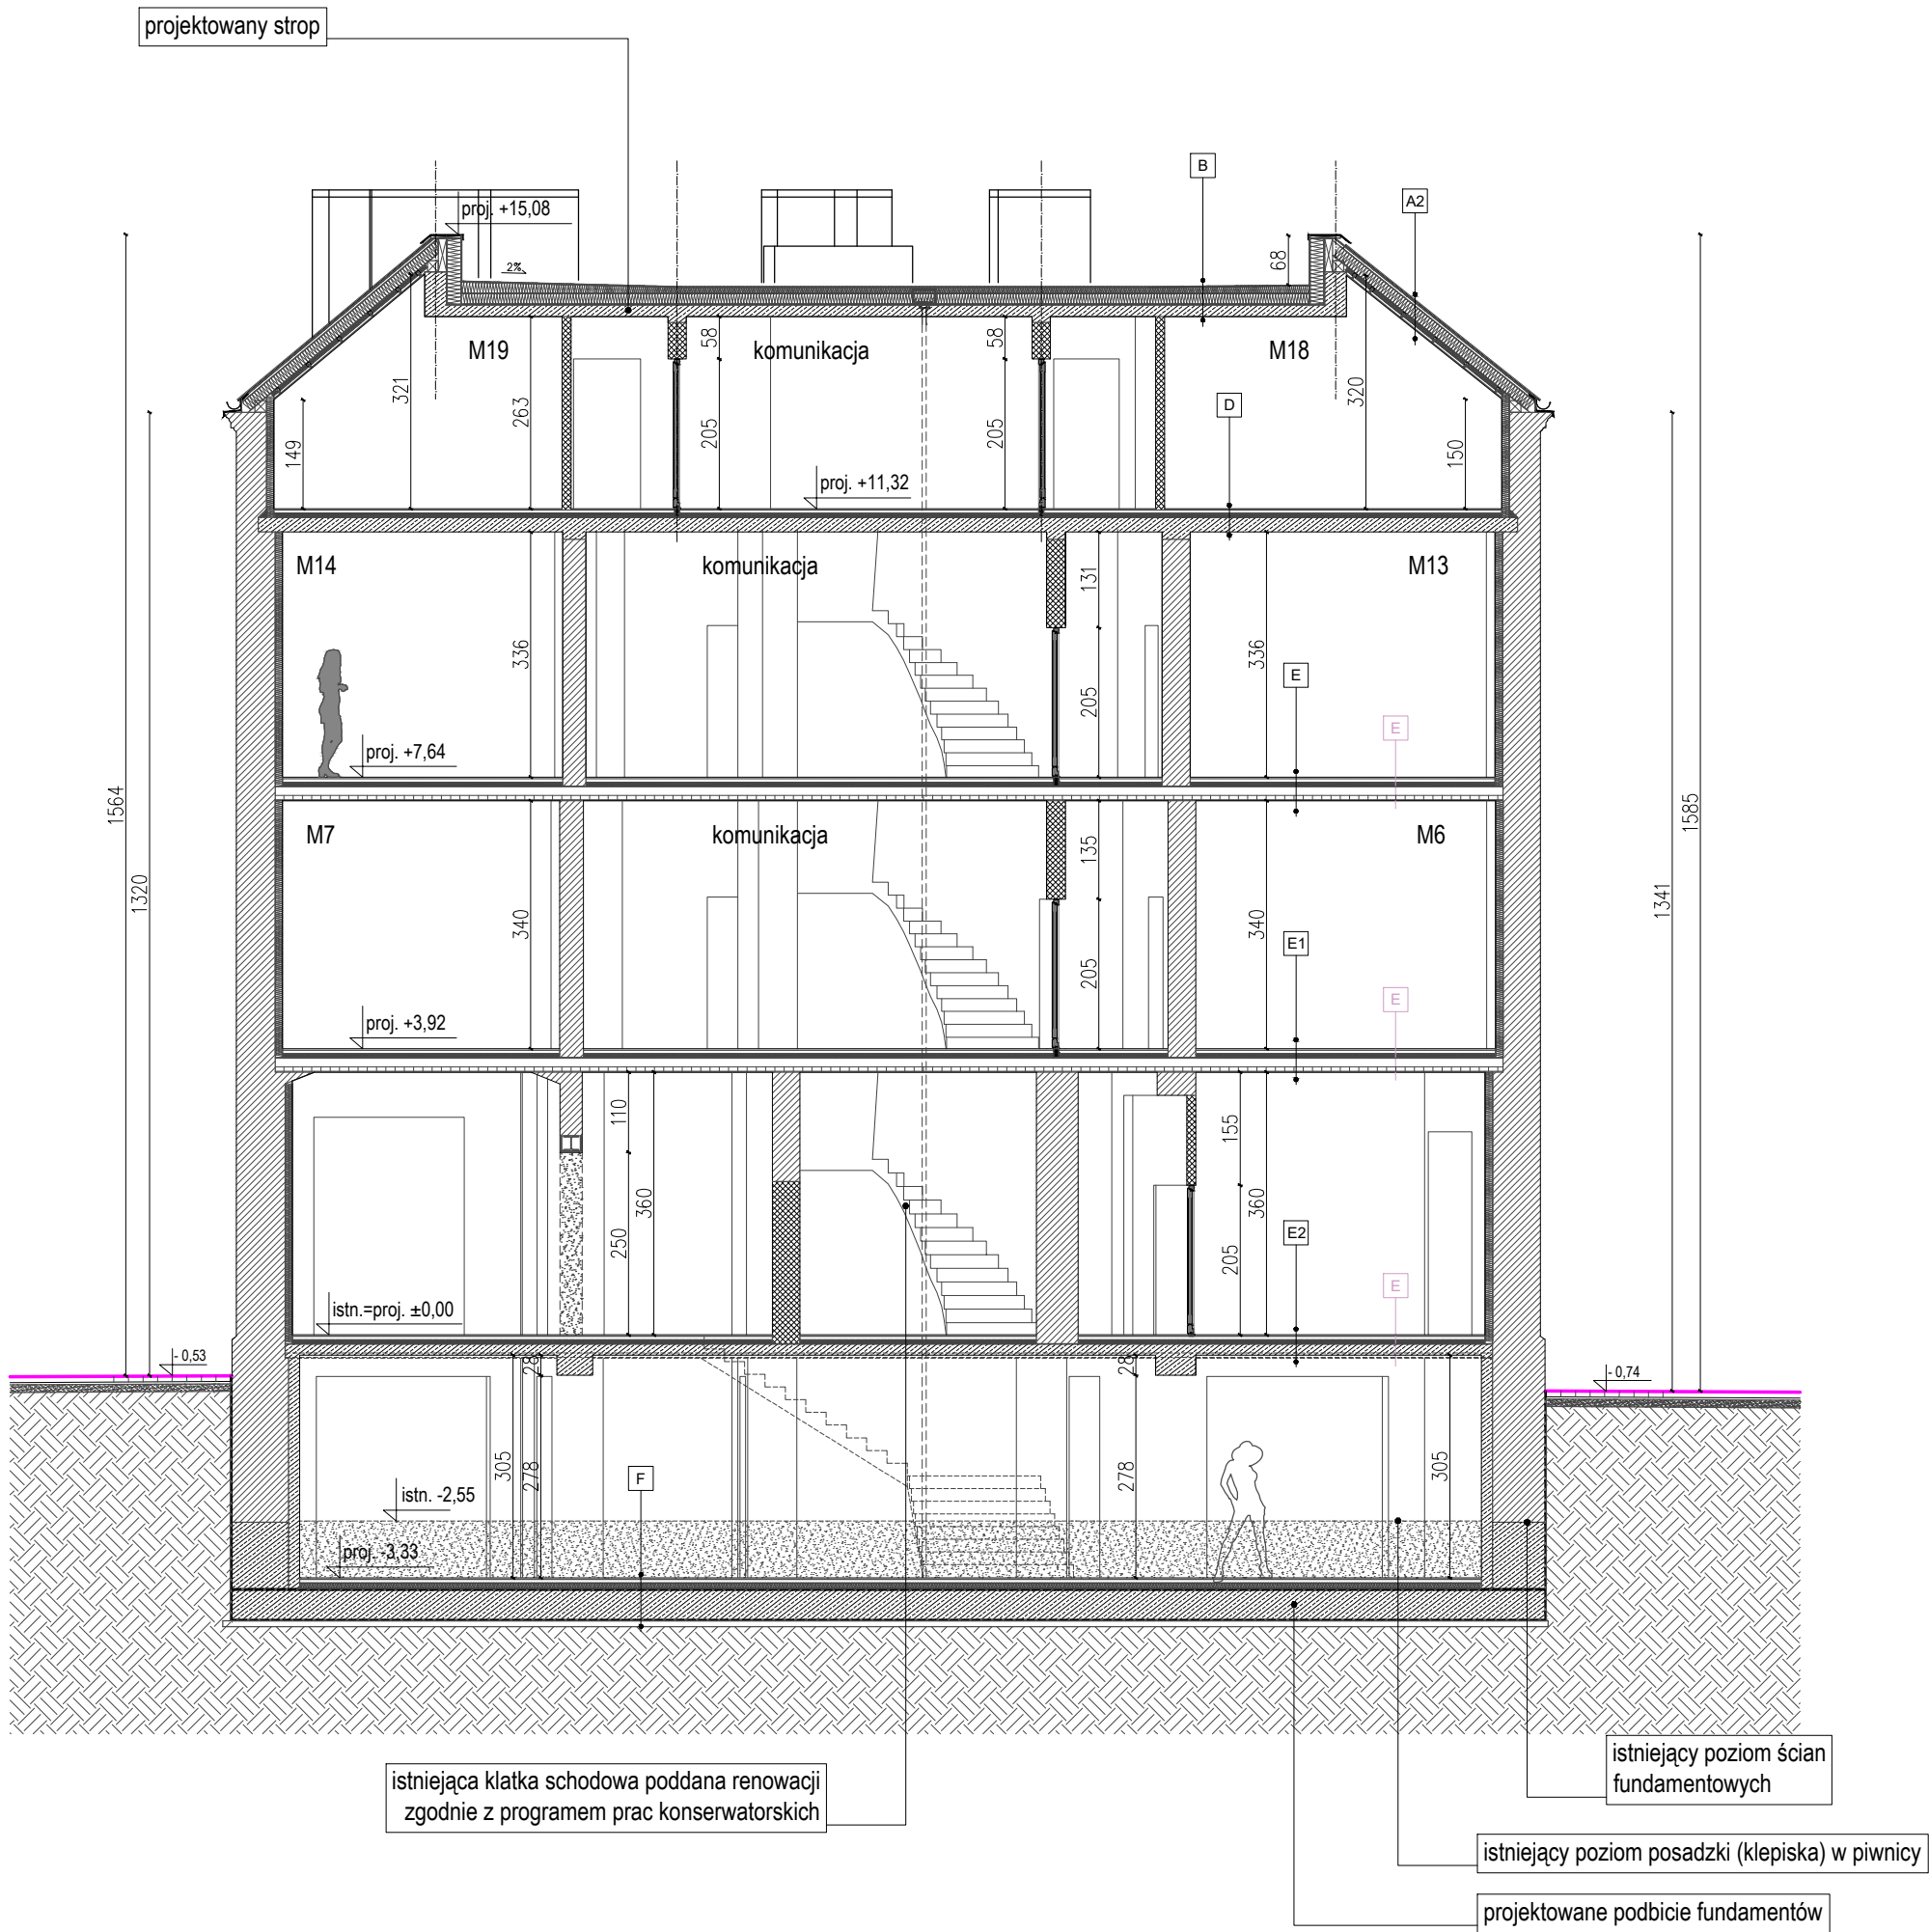 projektowany strop
B
A2
proj. +15,08
2%
68
M19
58
komunikacja
58
M18
321
263
205
205
320
D
149
150
proj. +11,32
M14
komunikacja
131
M13
336
205
336
E
E
proj. +7,64
1564
1320
1585
1341
M7
komunikacja
135
M6
340
205
340
E1
E
proj. +3,92
110
360
250
155
360
205
E2
E
istn.=proj. ±0,00
- 0,53
28
28
- 0,74
305
278
F
278
305
istn. -2,55
proj. -3,33
istniejąca klatka schodowa poddana renowacji
zgodnie z programem prac konserwatorskich
istniejący poziom ścian
fundamentowych
istniejący poziom posadzki (klepiska) w piwnicy
projektowane podbicie fundamentów